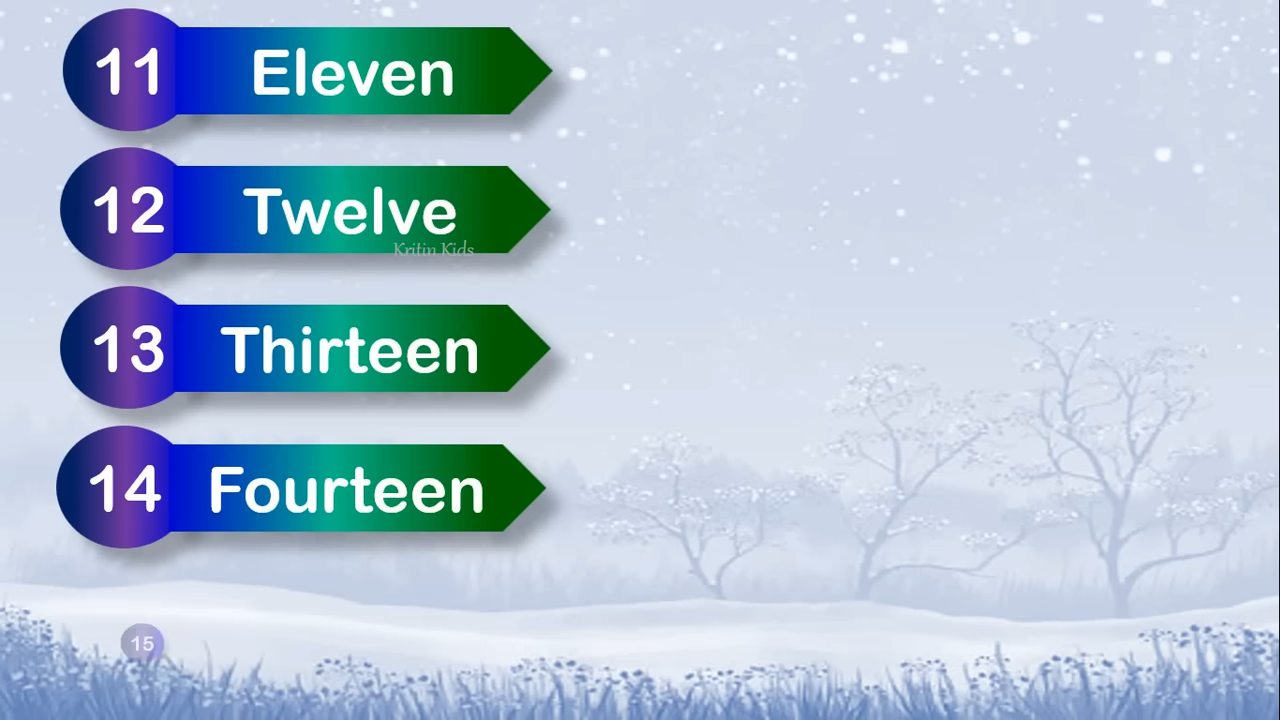 11 Eleven
12 Twelve
Kritin Kids
13 Thirteen
14 Fourteen
15